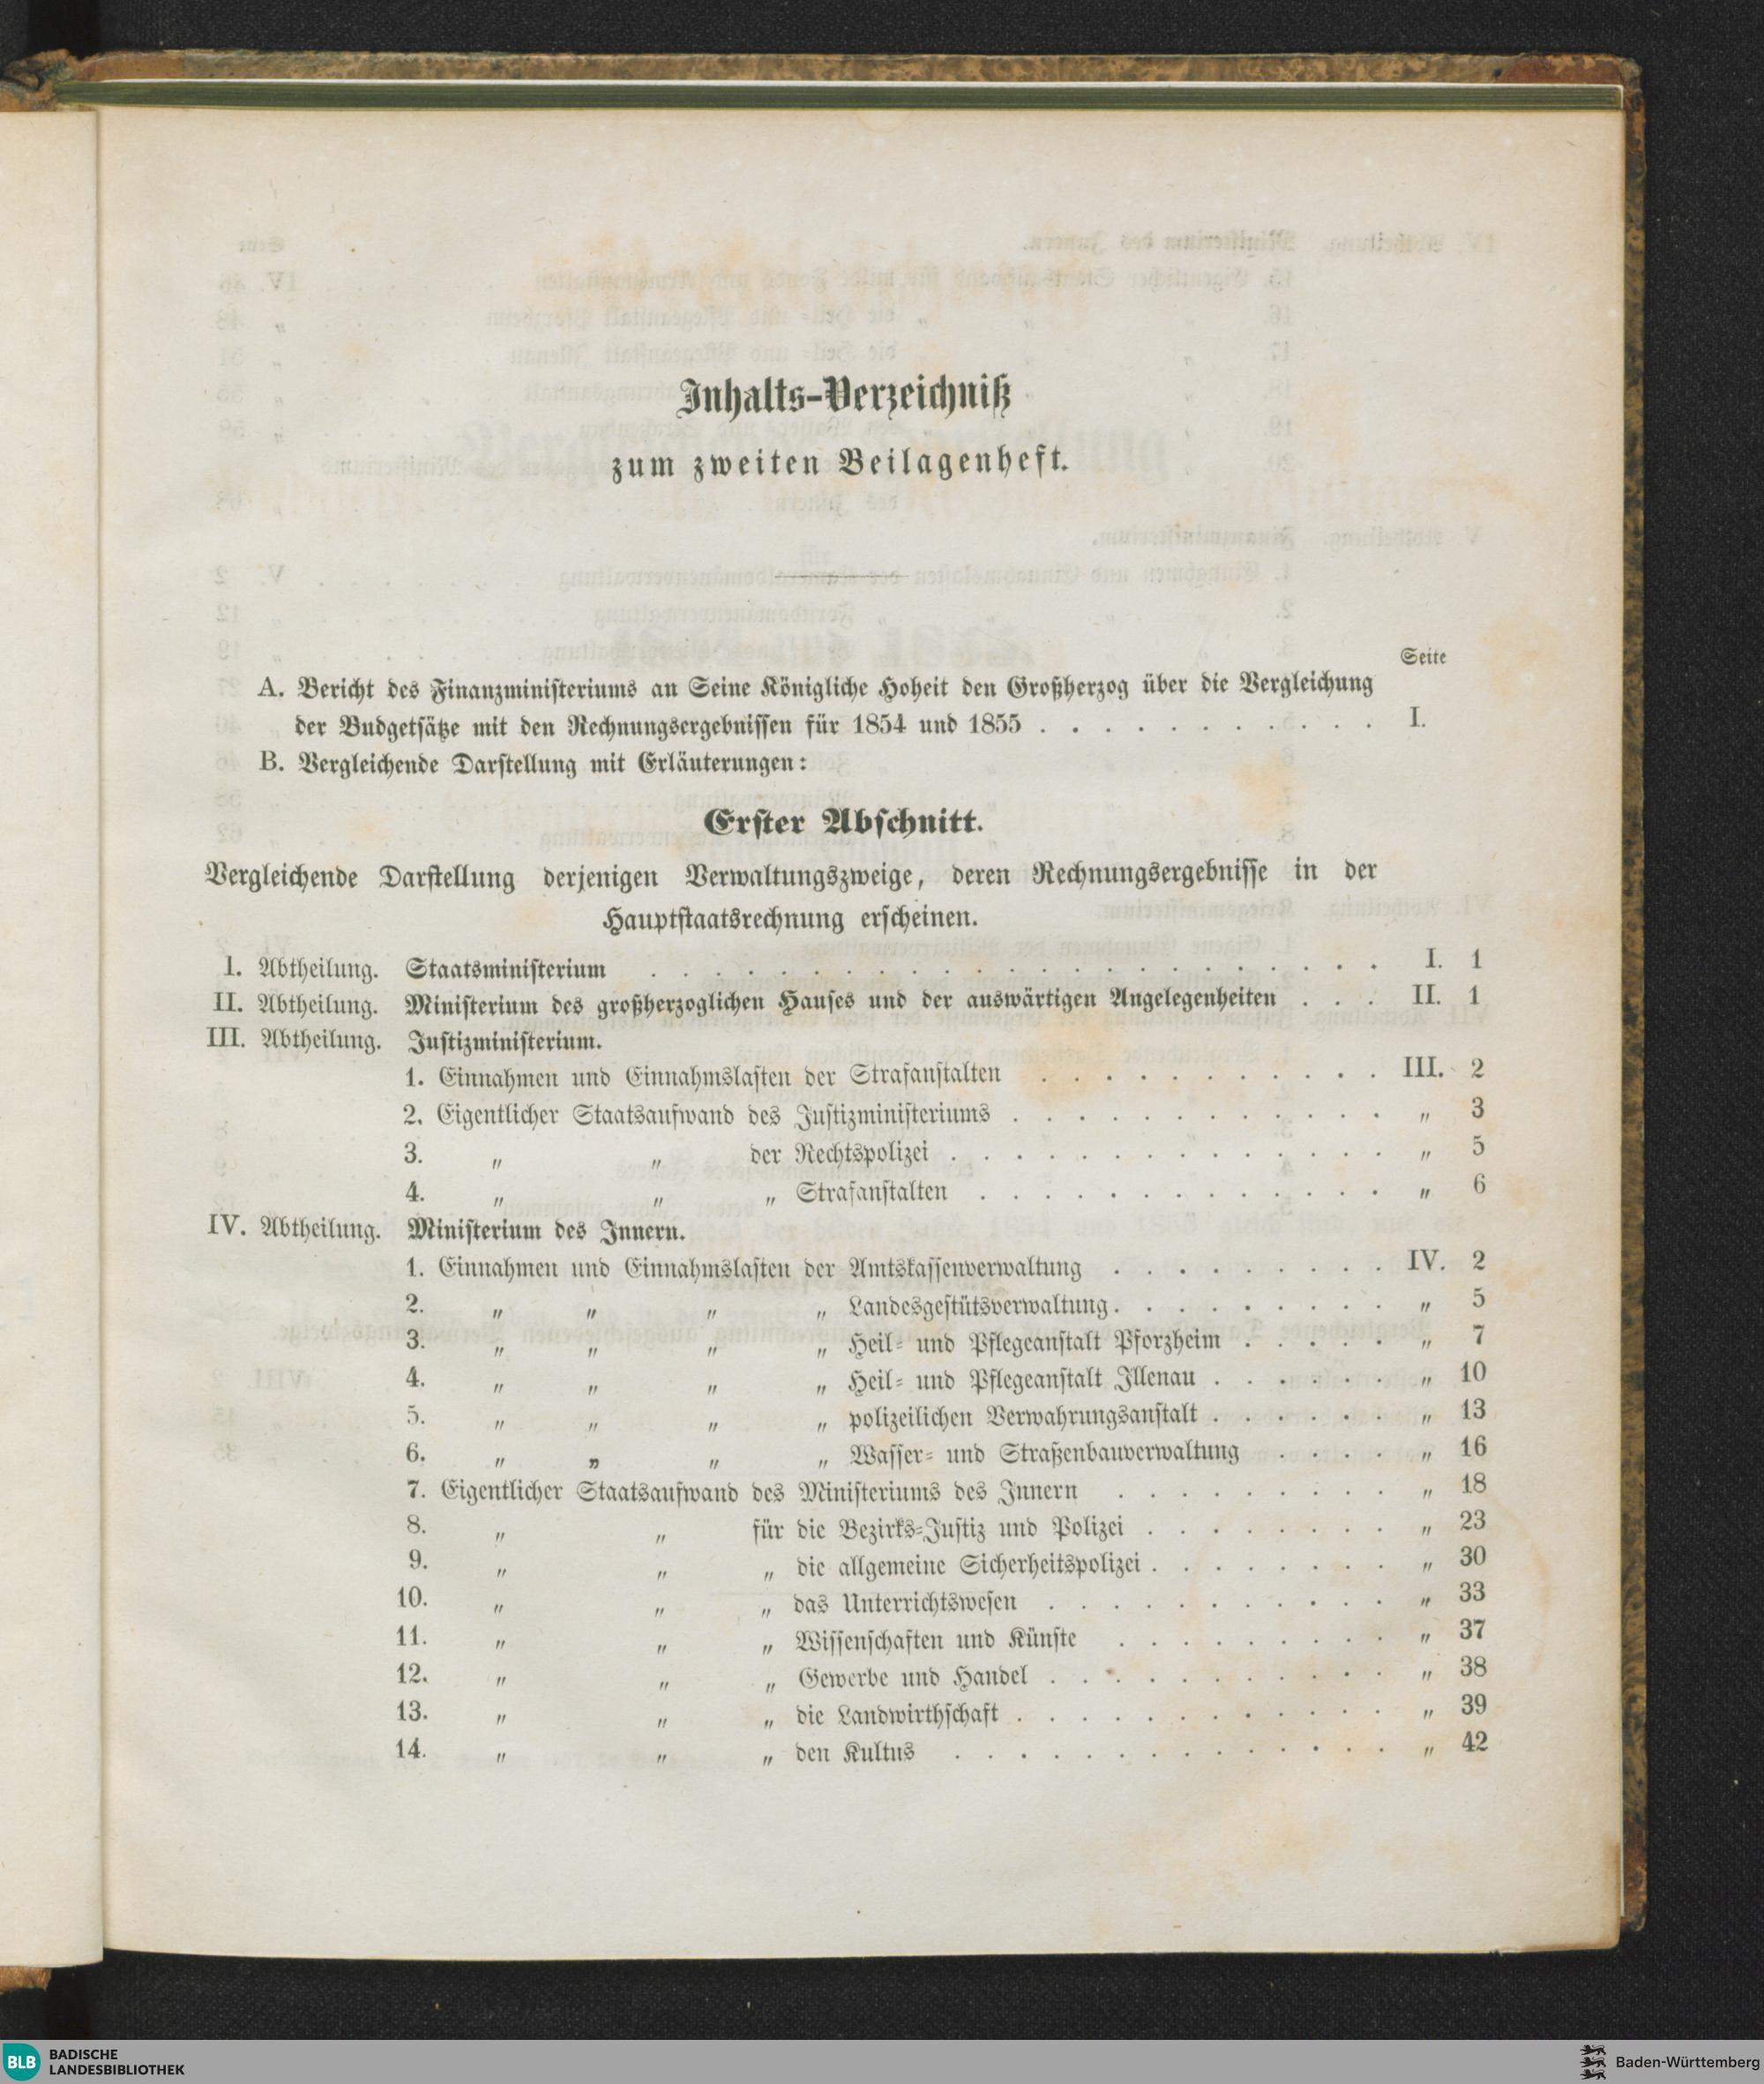 Inhalts-Verzeichniß
zum zweiten Beilagenheft.
Seite
A. Bericht des Finanzministeriums an Seine Königliche Hoheit den Großherzog über die Vergleichung
der Budgetsätze mit den Rechnungsergebnissen für 1854 und 1855 . . . . . . . . . . . I.
B. Vergleichende Darstellung mit Erläuterungen:
Erster Abschnitt.
Vergleichende Darstellung derjenigen Verwaltungszweige, deren Rechnungsergebnisse in der
Hauptstaatsrechnung erscheinen.
I. Abtheilung. Staatsministerium . . . . . . . . . . . . . . . . . . . . . . . I. 1
II. Abtheilung. Ministerium des großherzoglichen Hauses und der auswärtigen Angelegenheiten . . . II. 1
III. Abtheilung. Justizministerium.
1. Einnahmen und Einnahmslasten der Strafanstalten . . . . . . . . . . . III. 2
2. Eigentlicher Staatsaufwand des Justizministeriums . . . . . . . . . . . . „ 3
3. „ „ der Rechtspolizei . . . . . . . . . . . . . . „ 5
4. „ „ „ Strafanstalten . . . . . . . . . . . . . „ 6
IV. Abtheilung. Ministerium des Innern.
1. Einnahmen und Einnahmslasten der Amtskassenverwaltung . . . . . . . . . IV. 2
2. „ „ „ „ Landesgestütsverwaltung . . . . . . . . . „ 5
3. „ „ „ „ Heil- und Pflegeanstalt Pforzheim . . . . . „ 7
4. „ „ „ „ Heil- und Pflegeanstalt Illenau . . . . . . „ 10
5. „ „ „ „ polizeilichen Verwahrungsanstalt . . . . . . „ 13
6. „ „ „ „ Wasser- und Straßenbauverwaltung . . . . „ 16
7. Eigentlicher Staatsaufwand des Ministeriums des Innern . . . . . . . . . „ 18
8. „ „ für die Bezirks-Justiz und Polizei . . . . . . . . „ 23
9. „ „ „ die allgemeine Sicherheitspolizei . . . . . . . . „ 30
10. „ „ „ das Unterrichtswesen . . . . . . . . . . . „ 33
11. „ „ „ Wissenschaften und Künste . . . . . . . . . „ 37
12. „ „ „ Gewerbe und Handel . . . . . . . . . . . „ 38
13. „ „ „ die Landwirthschaft . . . . . . . . . . . . „ 39
14. „ „ „ den Kultus . . . . . . . . . . . . . . „ 42
BLB BADISCHE
LANDESBIBLIOTHEK
Baden-Württemberg